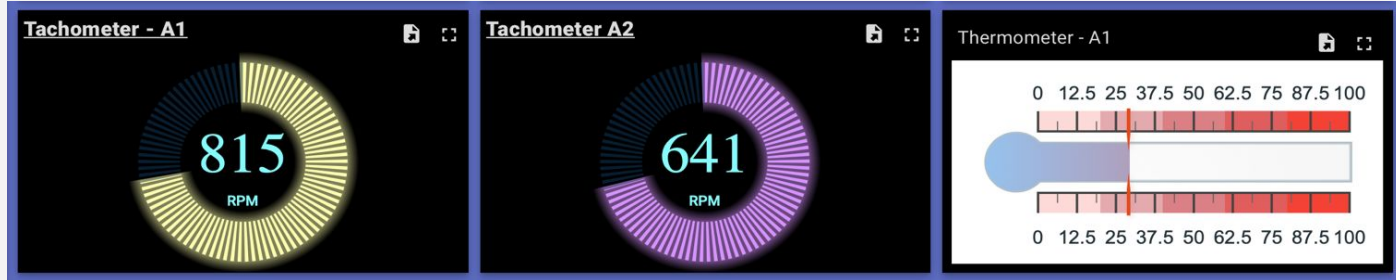 Tachometer - A1
815
RPM
Tachometer A2
641
RPM
Thermometer - A1
0 12.5 25 37.5 50 62.5 75 87.5 100
0 12.5 25 37.5 50 62.5 75 87.5 100